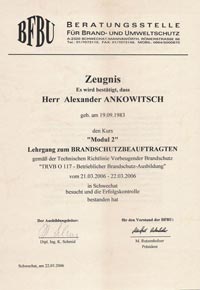 BFBU
BERATUNGSSTELLE
FÜR BRAND- UND UMWELTSCHUTZ
Zeugnis
Es wird bestätigt, dass
Herr Alexander ANKOWITSCH
geb. am 19.09.1983
den Kurs
"Modul 2"
Lehrgang zum BRANDSCHUTZBEAUFTRAGTEN
gemäß der Technischen Richtlinie Vorbeugender Brandschutz
"TRVB O 117 - Betrieblicher Brandschutz-Ausbildung"
vom 21.03.2006 - 22.03.2006
in Schwechat
besucht und die Erfolgskontrolle
bestanden hat
Der Ausbildungsleiter: Für den Vorstand der BFBU:
Dipl. Ing. K. Schmid
Präsident
Schwechat, am 22.03.2006